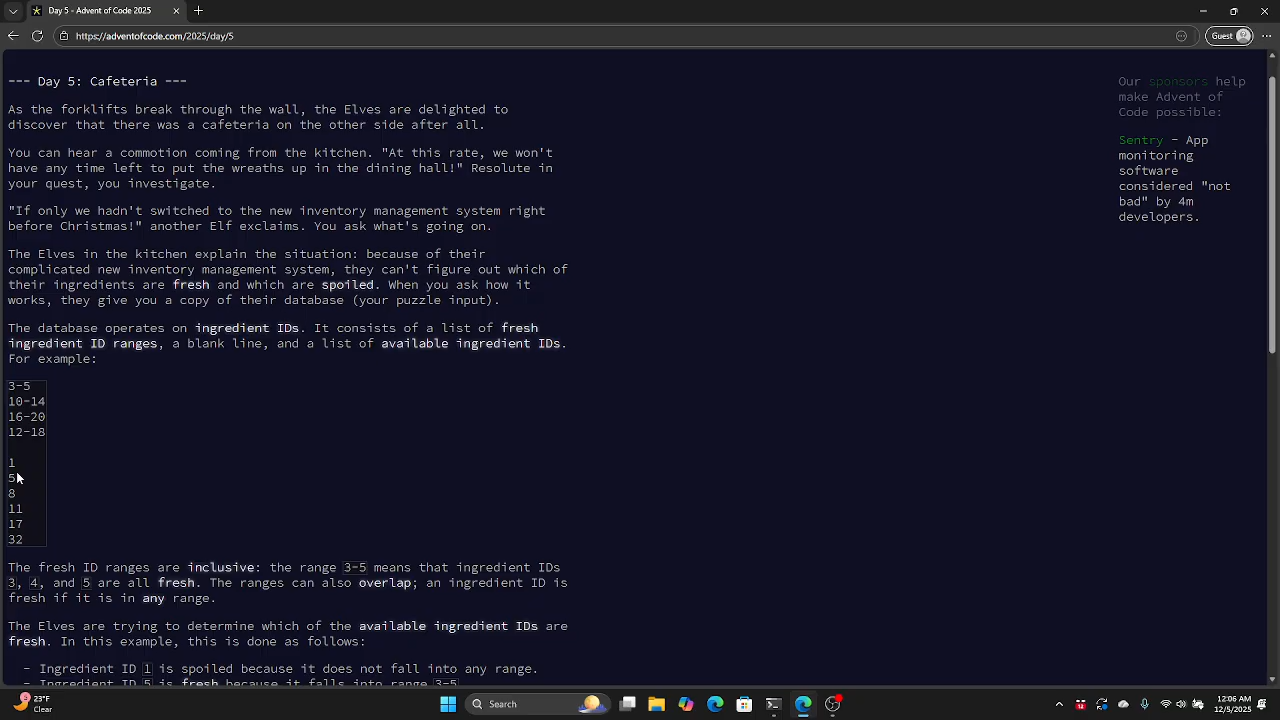 Day 5 - Advent of Code 2025
https://adventofcode.com/2025/day/5
Guest
--- Day 5: Cafeteria ---
As the forklifts break through the wall, the Elves are delighted to
discover that there was a cafeteria on the other side after all.
You can hear a commotion coming from the kitchen. "At this rate, we won't
have any time left to put the wreaths up in the dining hall!" Resolute in
your quest, you investigate.
"If only we hadn't switched to the new inventory management system right
before Christmas!" another Elf exclaims. You ask what's going on.
The Elves in the kitchen explain the situation: because of their
complicated new inventory management system, they can't figure out which of
their ingredients are fresh and which are spoiled. When you ask how it
works, they give you a copy of their database (your puzzle input).
The database operates on ingredient IDs. It consists of a list of fresh
ingredient ID ranges, a blank line, and a list of available ingredient IDs.
For example:
3-5
10-14
16-20
12-18
1
5
8
11
17
32
The fresh ID ranges are inclusive: the range 3-5 means that ingredient IDs
3, 4, and 5 are all fresh. The ranges can also overlap; an ingredient ID is
fresh if it is in any range.
The Elves are trying to determine which of the available ingredient IDs are
fresh. In this example, this is done as follows:
- Ingredient ID 1 is spoiled because it does not fall into any range.
- Ingredient ID 5 is fresh because it falls into range 3-5.
Our sponsors help
make Advent of
Code possible:
Sentry - App
monitoring
software
considered "not
bad" by 4m
developers.
23°F
Clear
Search
12:06 AM
12/5/2025